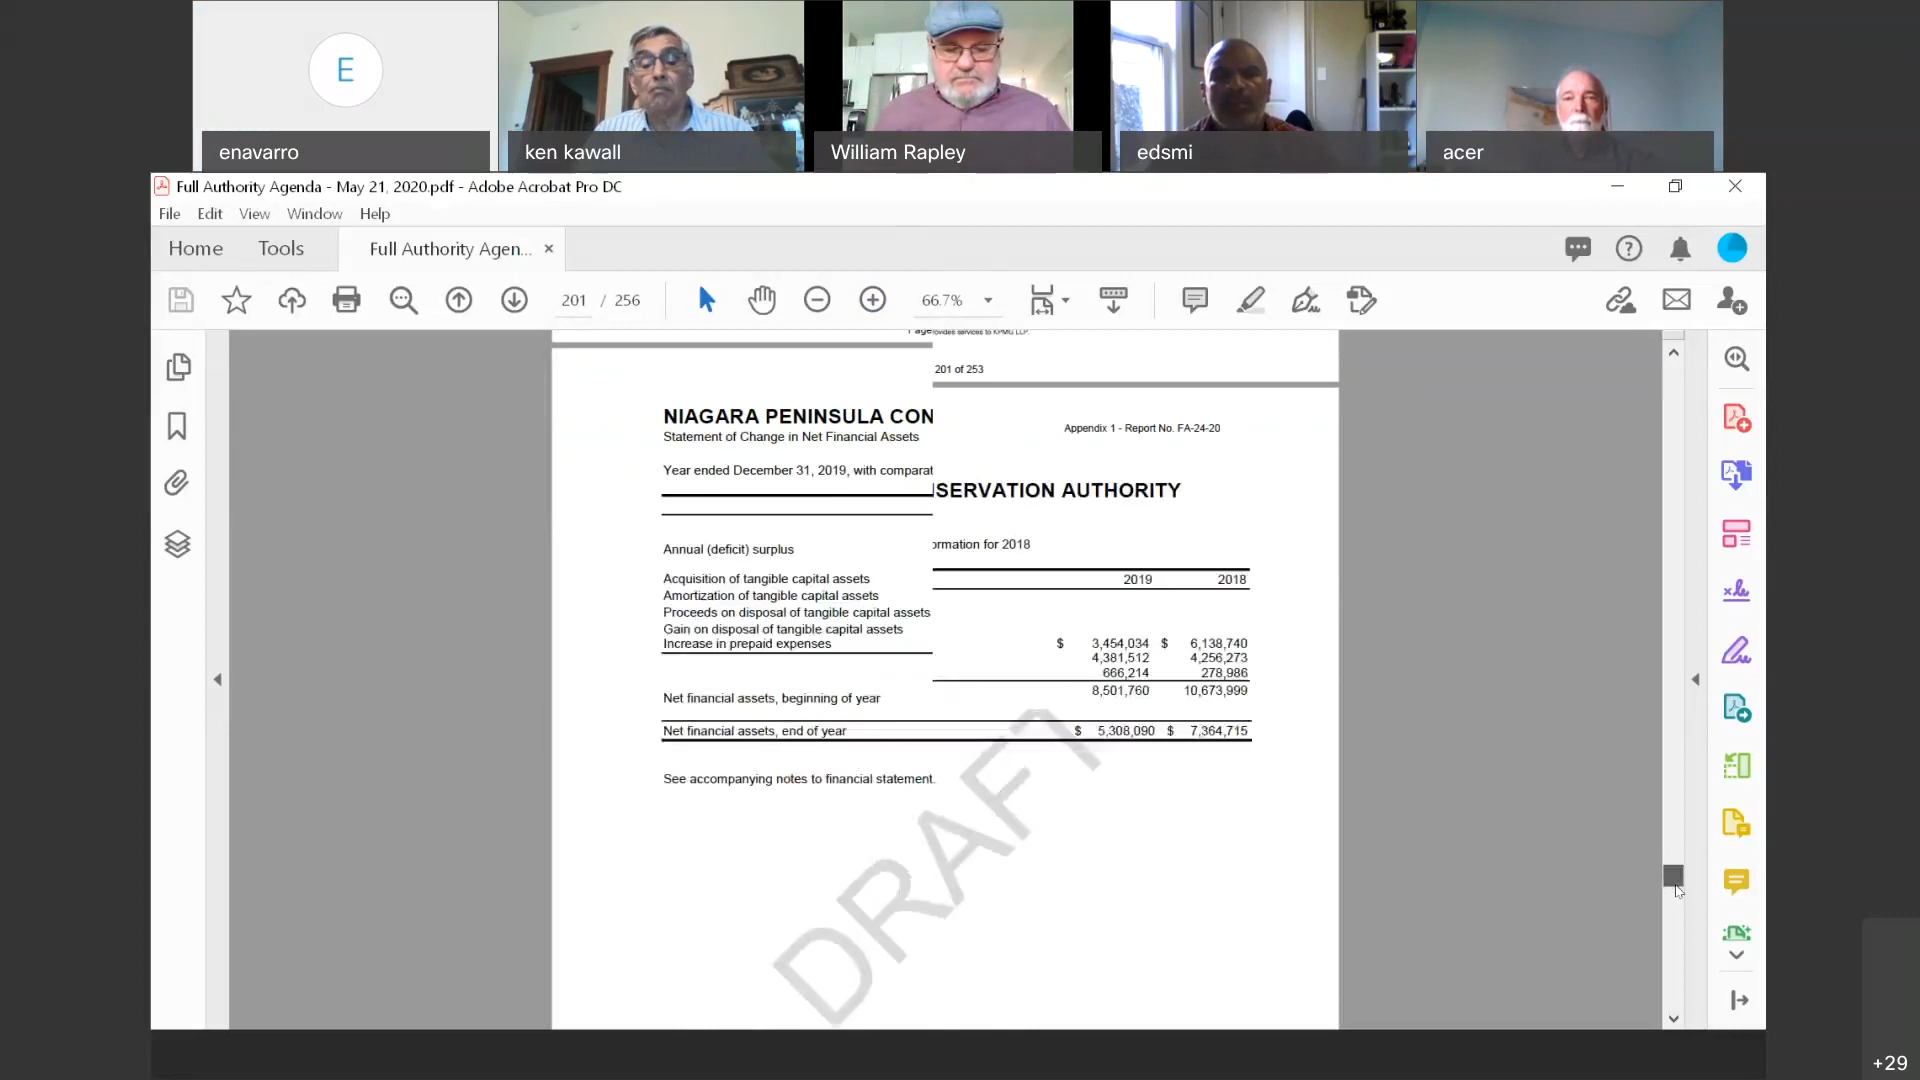 E
enavarro
ken kawall
William Rapley
edsmi
acer
Full Authority Agenda - May 21, 2020.pdf - Adobe Acrobat Pro DC
File Edit View Window Help
Home Tools Full Authority Agen... ×
201 / 256 66.7%
Page
ovides services to KPMG LLP.
201 of 253
NIAGARA PENINSULA CON
Statement of Change in Net Financial Assets
Appendix 1 - Report No. FA-24-20
Year ended December 31, 2019, with comparat
SERVATION AUTHORITY
Annual (deficit) surplus
ormation for 2018
Acquisition of tangible capital assets
2019 2018
Amortization of tangible capital assets
Proceeds on disposal of tangible capital assets
Gain on disposal of tangible capital assets
Increase in prepaid expenses $ 3,454,034 $ 6,138,740
4,381,512 4,256,273
666,214 278,986
8,501,760 10,673,999
Net financial assets, beginning of year
Net financial assets, end of year $ 5,308,090 $ 7,364,715
See accompanying notes to financial statement.
DRAFT
+29